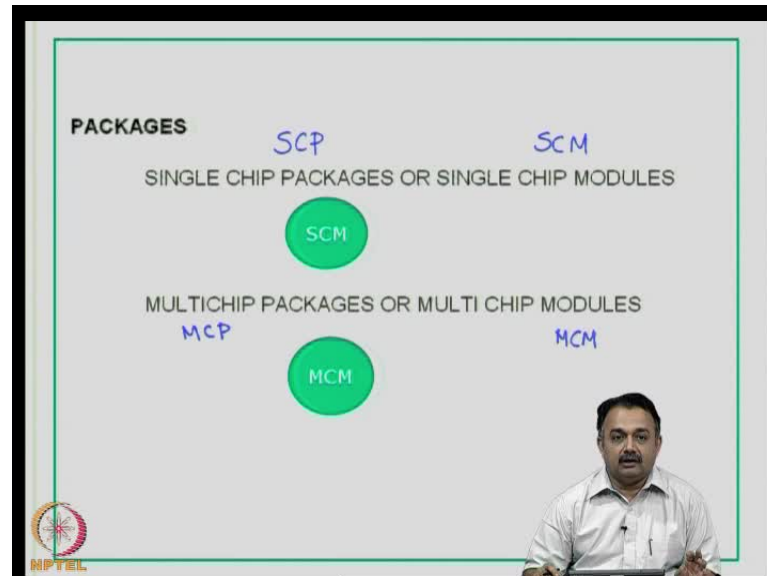 PACKAGES
SCP SCM
SINGLE CHIP PACKAGES OR SINGLE CHIP MODULES
SCM
MULTICHIP PACKAGES OR MULTI CHIP MODULES
MCP MCM
MCM
NPTEL